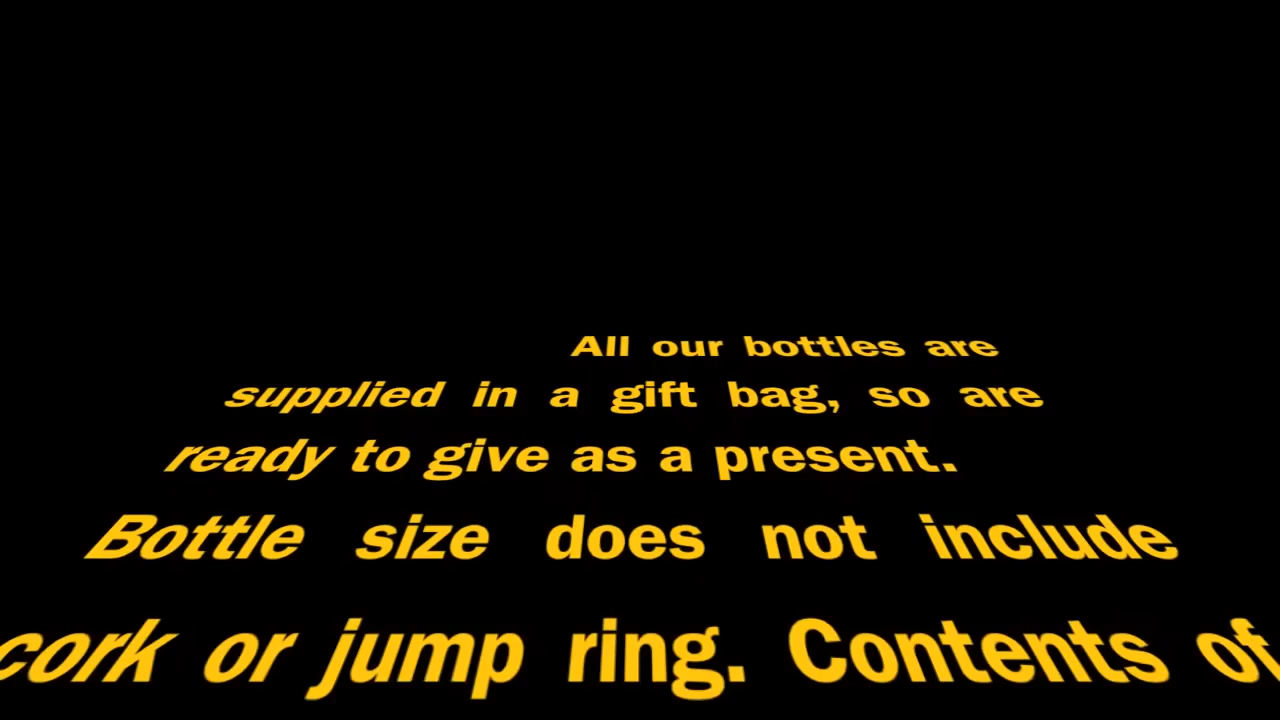 All our bottles are
supplied in a gift bag, so are
ready to give as a present.
Bottle size does not include
cork or jump ring. Contents of